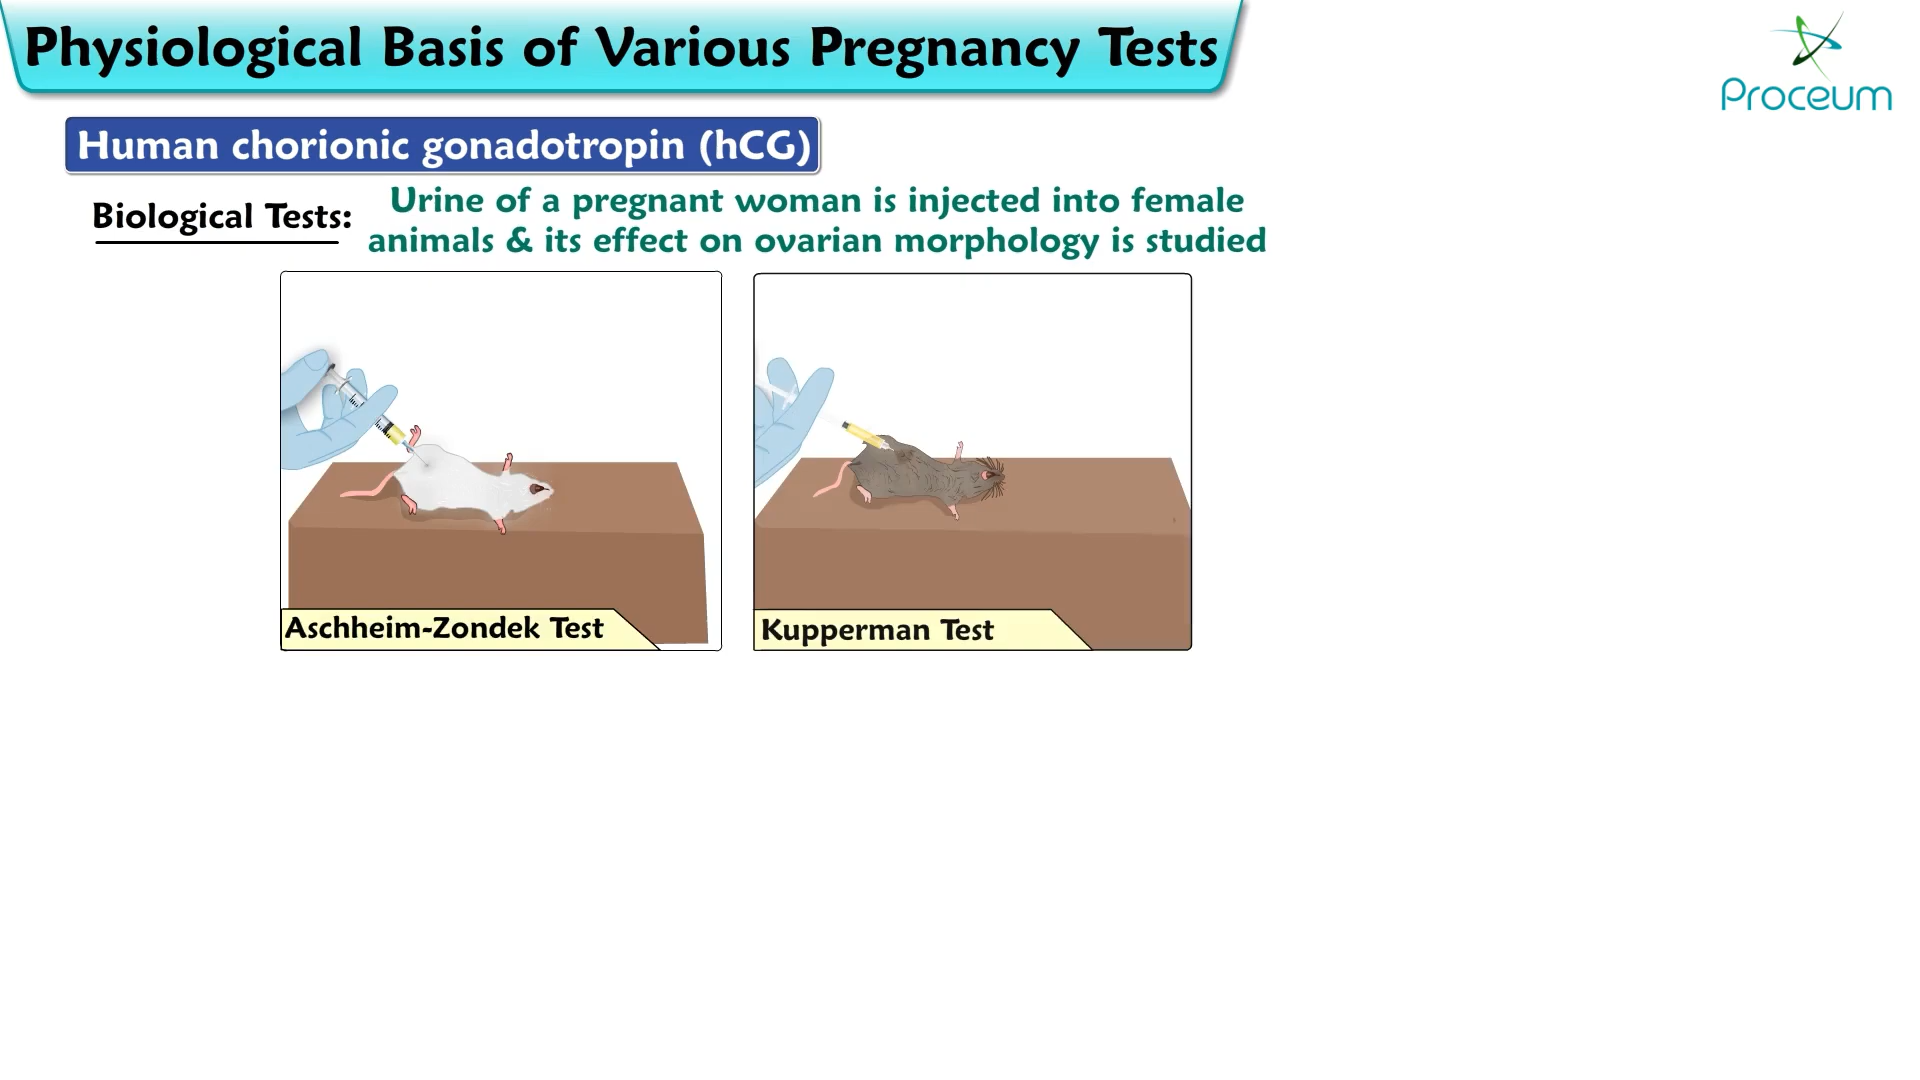 Physiological Basis of Various Pregnancy Tests
Proceum
Human chorionic gonadotropin (hCG)
Biological Tests:
Urine of a pregnant woman is injected into female
animals & its effect on ovarian morphology is studied
Aschheim-Zondek Test
Kupperman Test